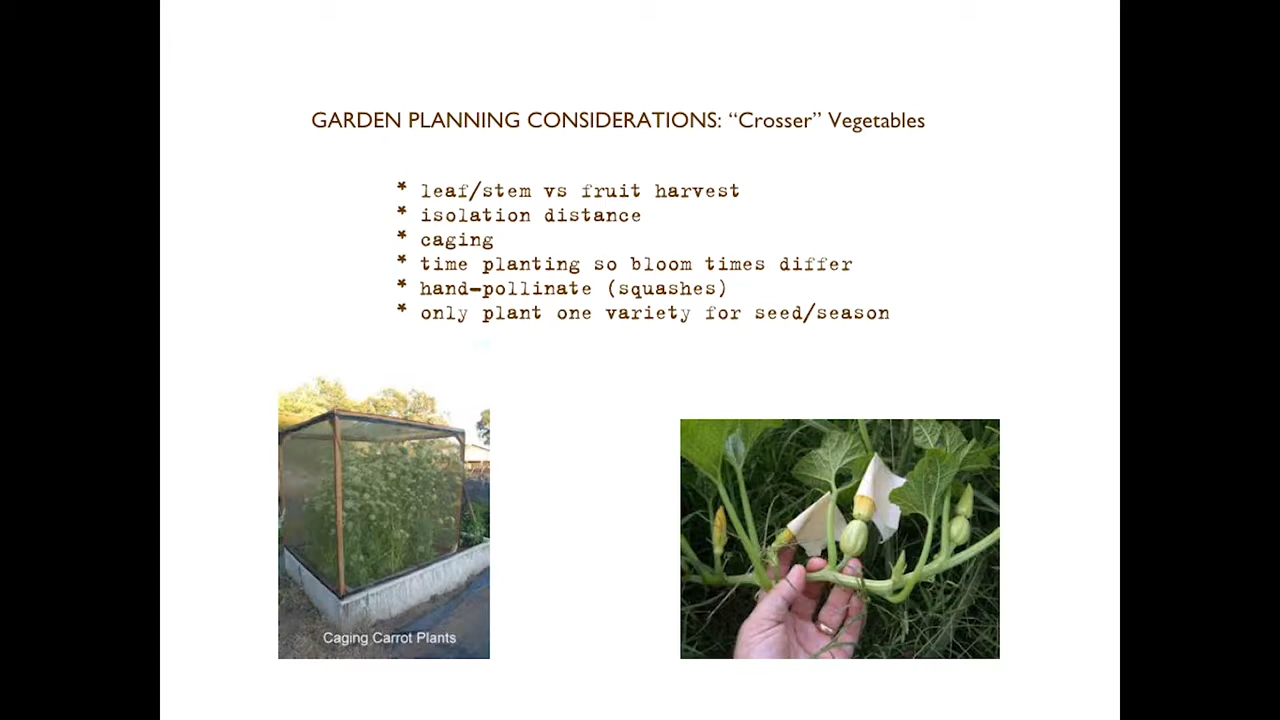 GARDEN PLANNING CONSIDERATIONS: “Crosser” Vegetables
* leaf/stem vs fruit harvest
* isolation distance
* caging
* time planting so bloom times differ
* hand-pollinate (squashes)
* only plant one variety for seed/season
Caging Carrot Plants